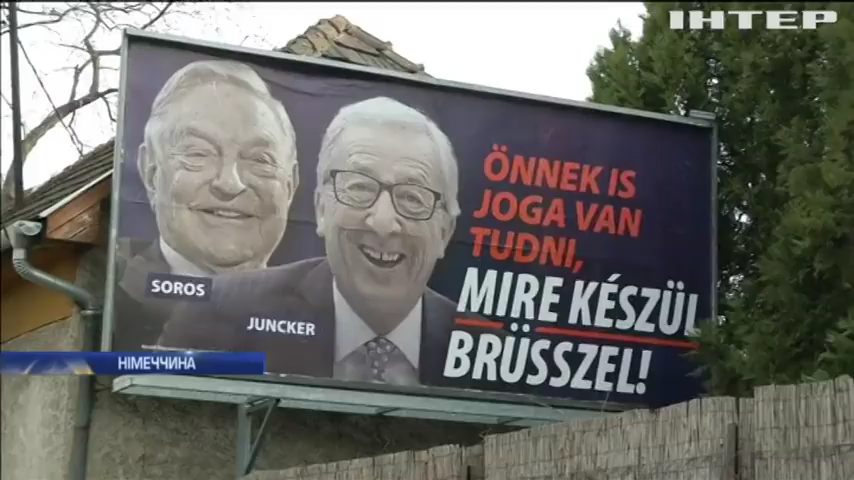 ІНТЕР
ÖNNEK IS
JOGA VAN
TUDNI,
MIRE KÉSZÜL
BRÜSSZEL!
SOROS
JUNCKER
НІМЕЧЧИНА